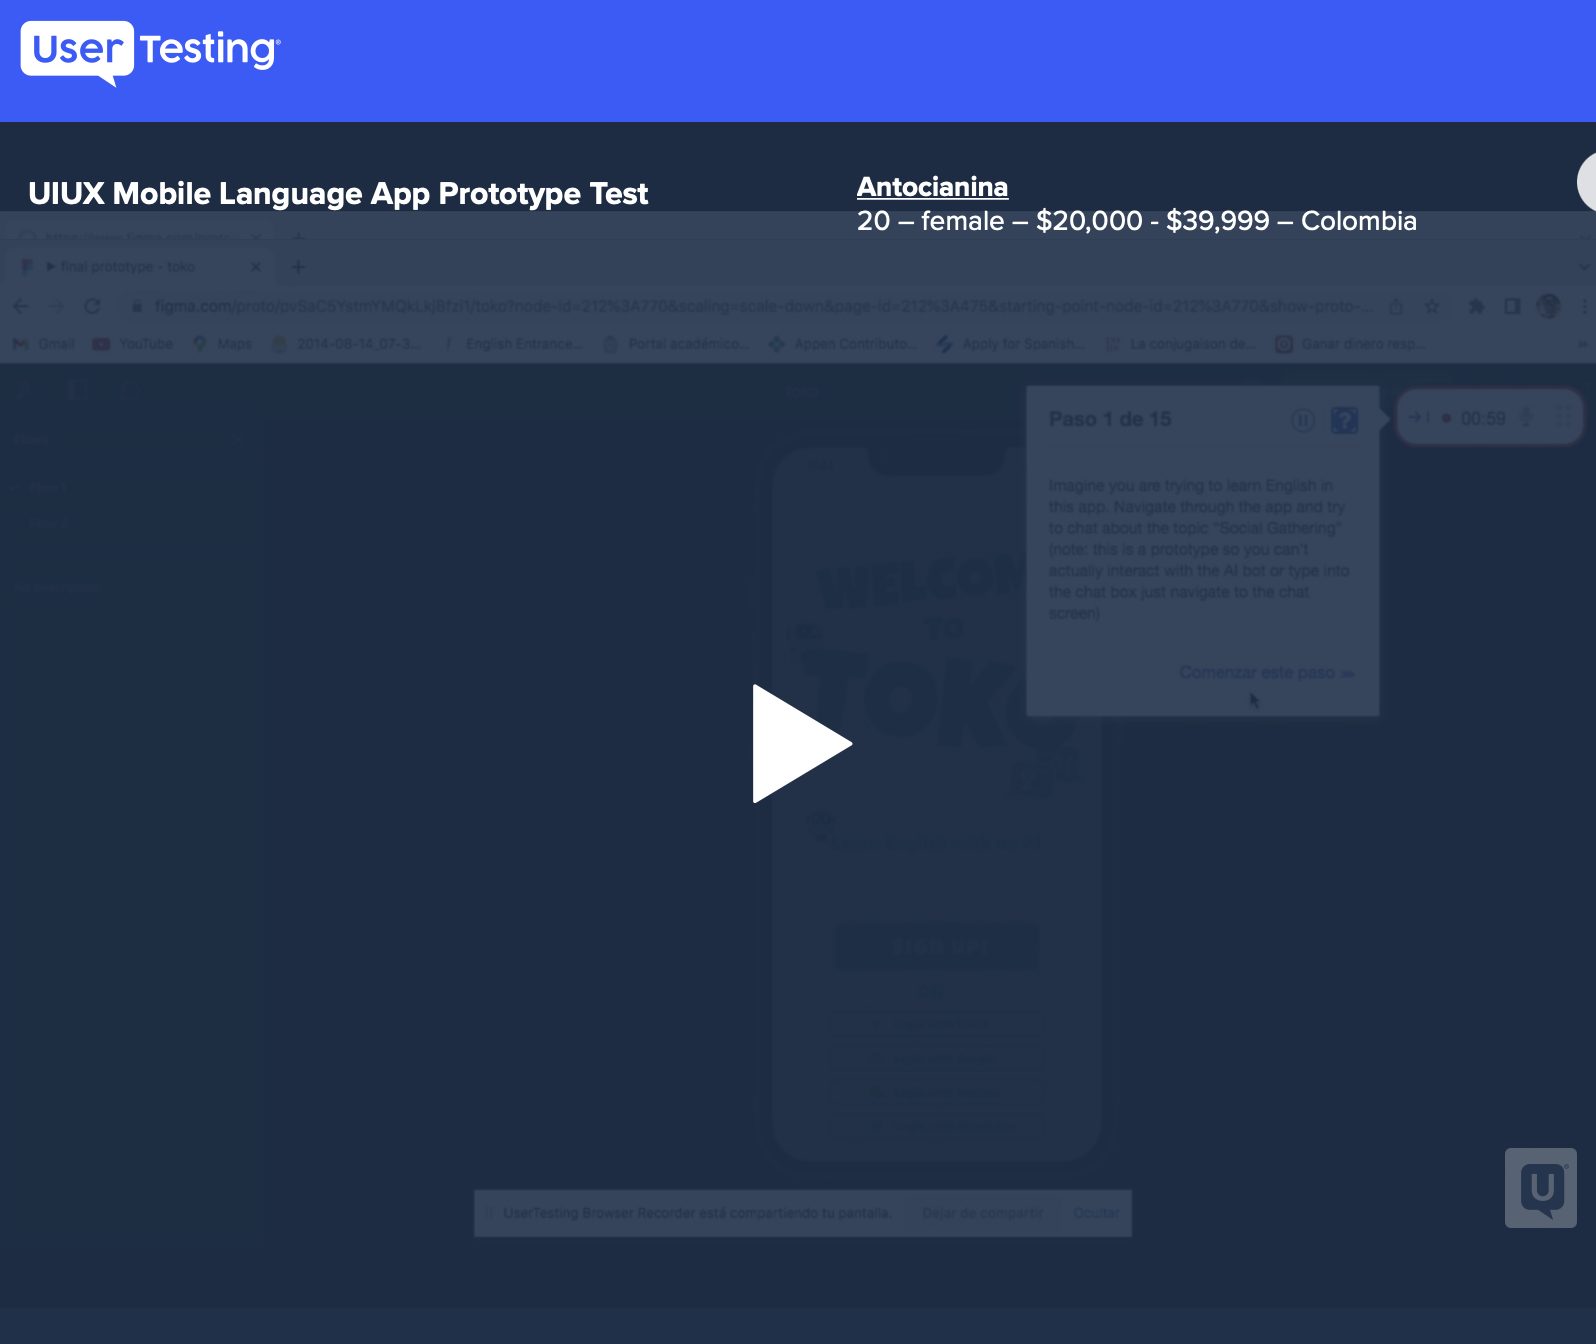 User Testing
UIUX Mobile Language App Prototype Test
Antocianina
20 – female – $20,000 - $39,999 – Colombia
final prototype - toko
figma.com/proto/pvSaC5YstmYMQkLkj8fzi1/toko?node-id=212%3A770&scaling=scale-down&page-id=212%3A475&starting-point-node-id=212%3A770&show-proto-...
Gmail YouTube Maps 2014-08-14_07-3... English Entrance... Portal académico... Appen Contributo... Apply for Spanish... La conjugaison de... Ganar dinero resp...
Paso 1 de 15
00:59
Imagine you are trying to learn English in
this app. Navigate through the app and try
to chat about the topic "Social Gathering"
(note: this is a prototype so you can't
actually interact with the AI bot or type into
the chat box just navigate to the chat
screen)
Comenzar este paso
WELCOM
TO
TOKO
SIGN UP!
UserTesting Browser Recorder está compartiendo tu pantalla. Dejar de compartir Ocultar
U